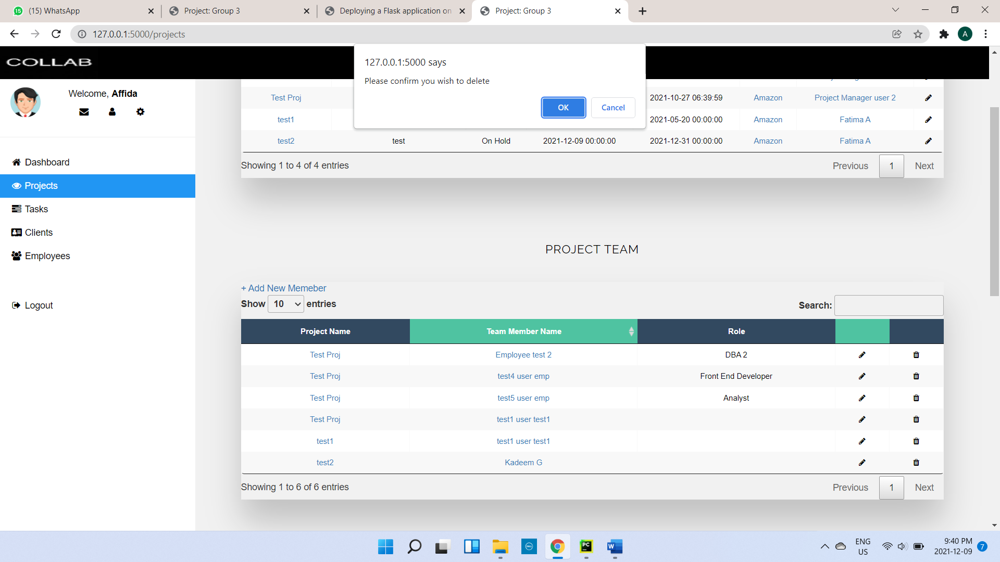 15 (15) WhatsApp Project: Group 3 Deploying a Flask application on Project: Group 3
127.0.0.1:5000/projects A
COLLAB
127.0.0.1:5000 says
Please confirm you wish to delete
OK Cancel
Welcome, Affida
Dashboard
Projects
Tasks
Clients
Employees
Logout
Test Proj 2021-10-27 06:39:59 Amazon Project Manager user 2
test1 2021-05-20 00:00:00 Amazon Fatima A
test2 test On Hold 2021-12-09 00:00:00 2021-12-31 00:00:00 Amazon Fatima A
Showing 1 to 4 of 4 entries Previous 1 Next
PROJECT TEAM
+ Add New Memeber
Show 10 entries Search:
Project Name Team Member Name Role
Test Proj Employee test 2 DBA 2
Test Proj test4 user emp Front End Developer
Test Proj test5 user emp Analyst
Test Proj test1 user test1
test1 test1 user test1
test2 Kadeem G
Showing 1 to 6 of 6 entries Previous 1 Next
DELL PC W ENG
US
9:40 PM
2021-12-09 7